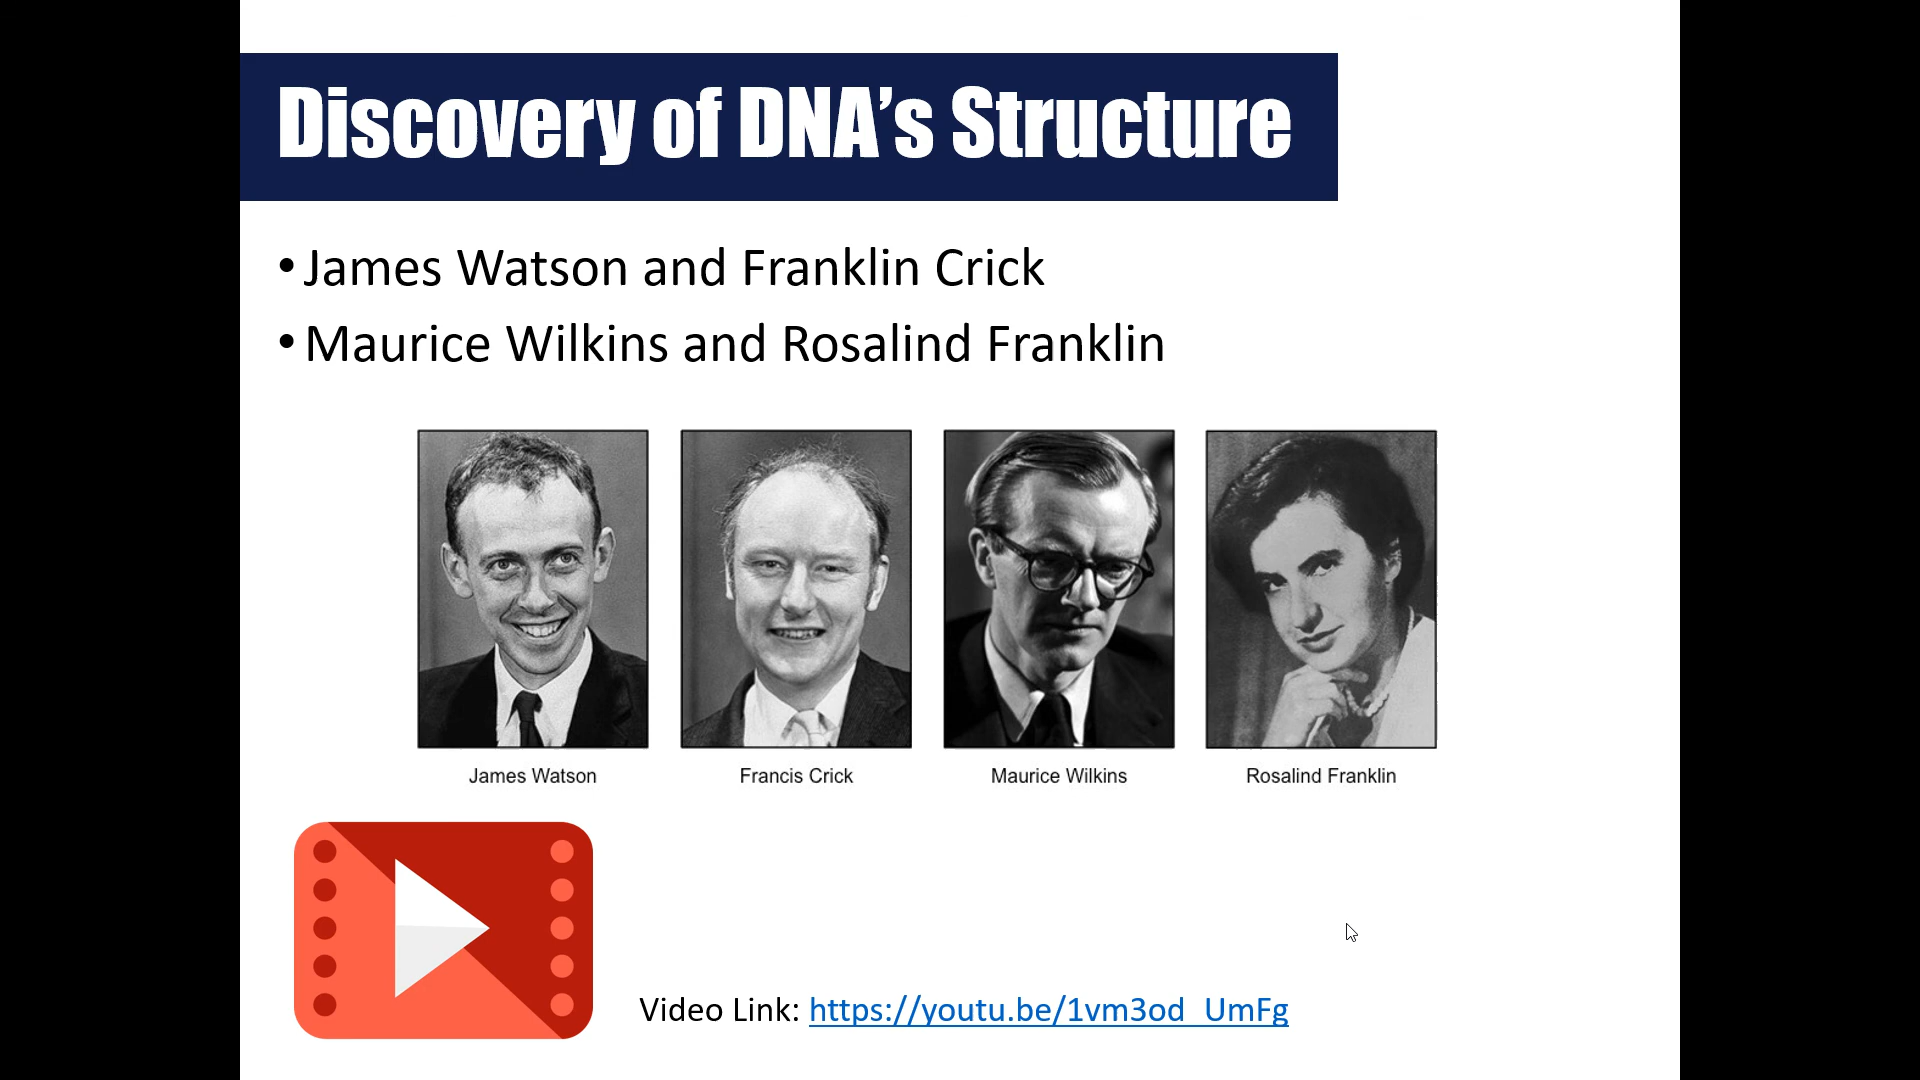 Discovery of DNA’s Structure
• James Watson and Franklin Crick
• Maurice Wilkins and Rosalind Franklin
James Watson Francis Crick Maurice Wilkins Rosalind Franklin
Video Link: https://youtu.be/1vm3od_UmFg